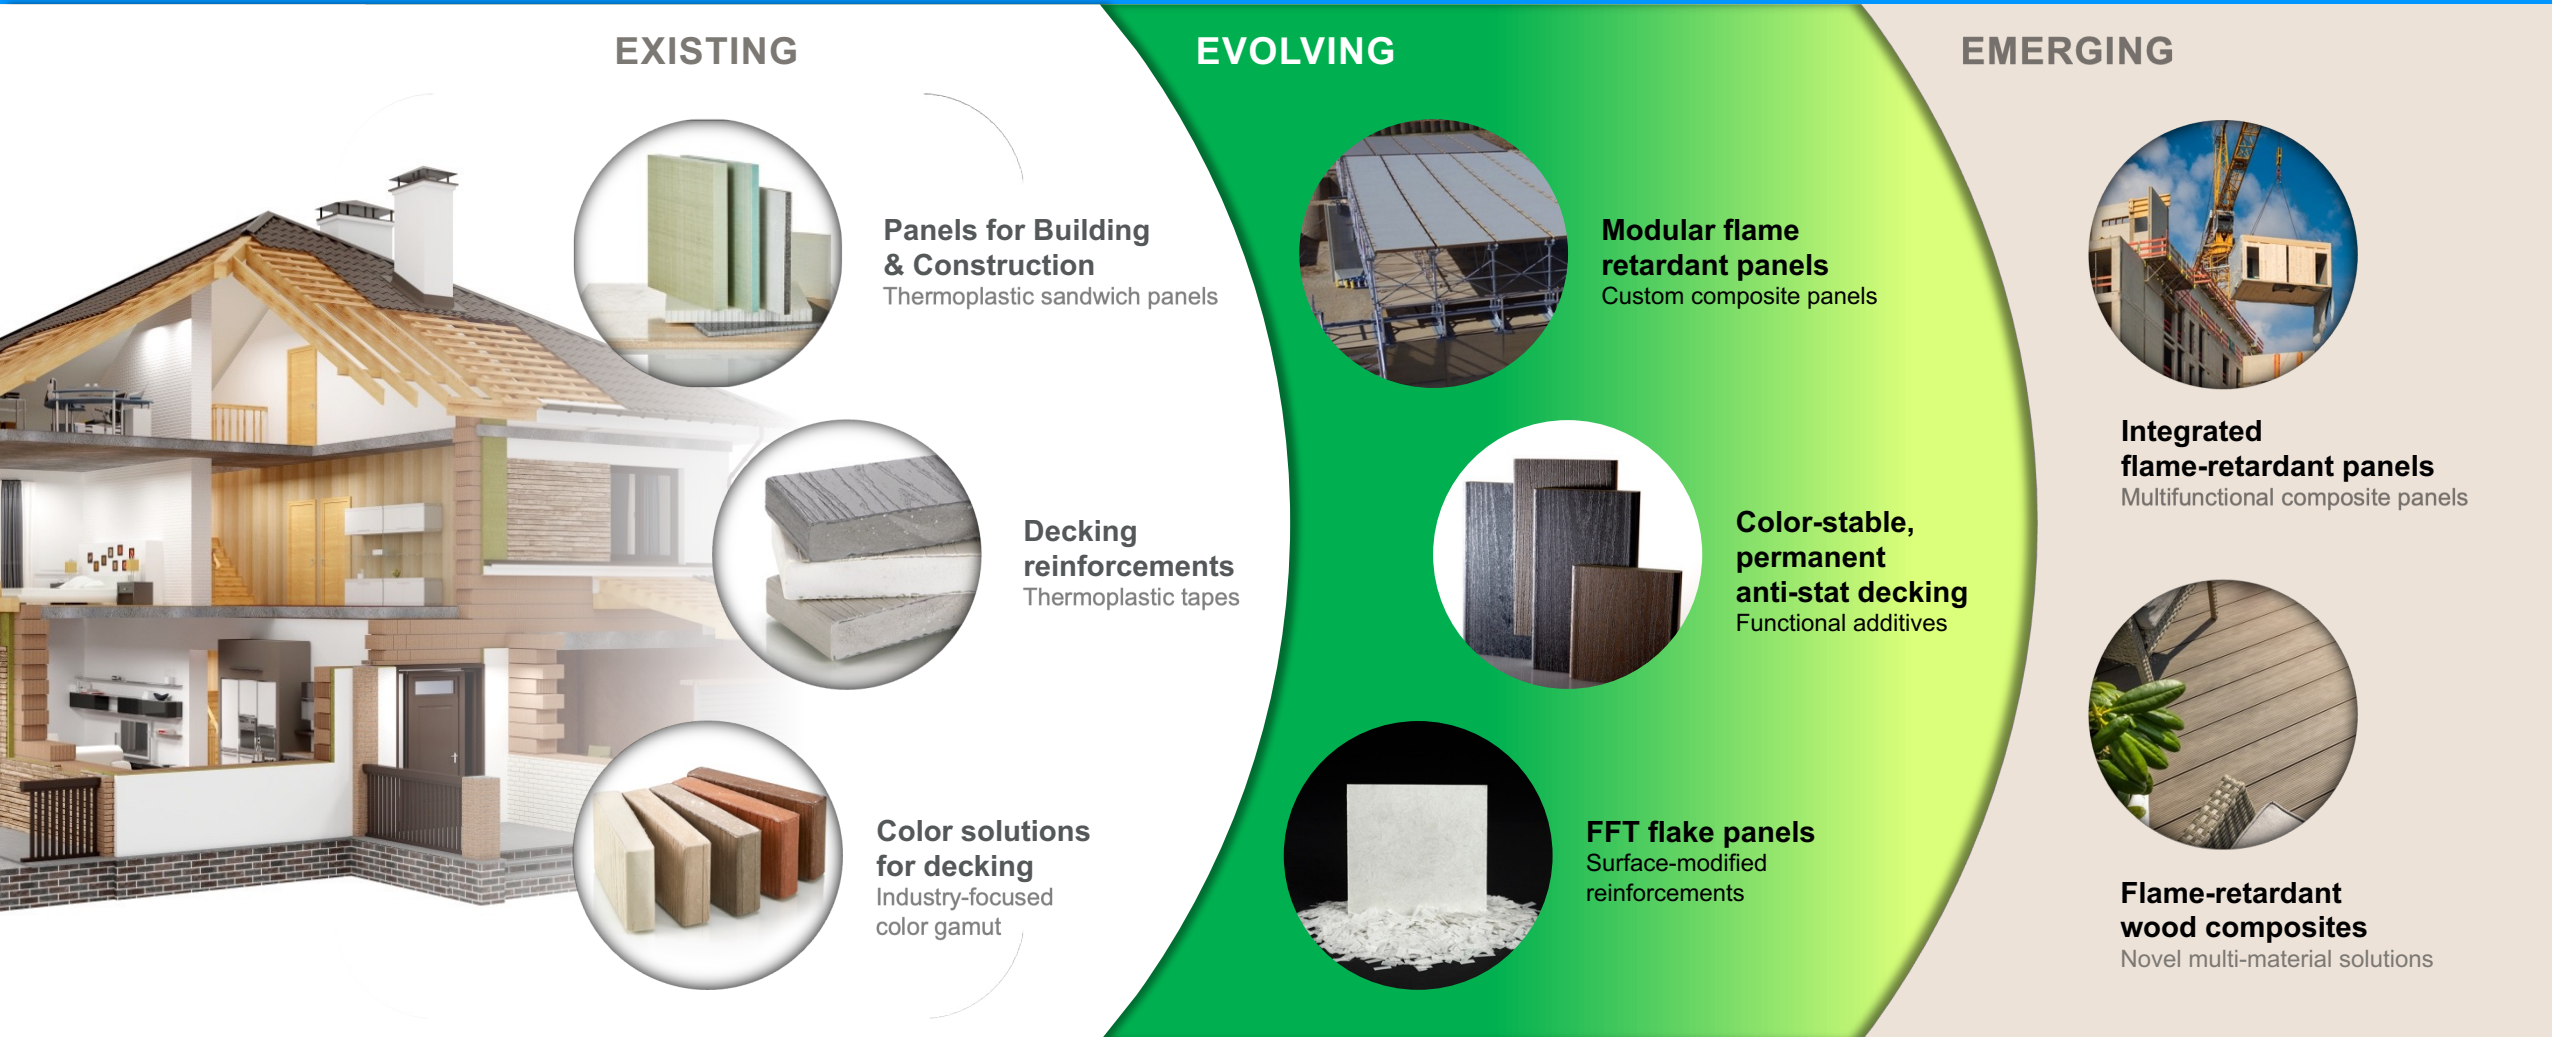 EXISTING
Panels for Building
& Construction
Thermoplastic sandwich panels
Decking
reinforcements
Thermoplastic tapes
Color solutions
for decking
Industry-focused
color gamut
EVOLVING
Modular flame
retardant panels
Custom composite panels
Color-stable,
permanent
anti-stat decking
Functional additives
FFT flake panels
Surface-modified
reinforcements
EMERGING
Integrated
flame-retardant panels
Multifunctional composite panels
Flame-retardant
wood composites
Novel multi-material solutions